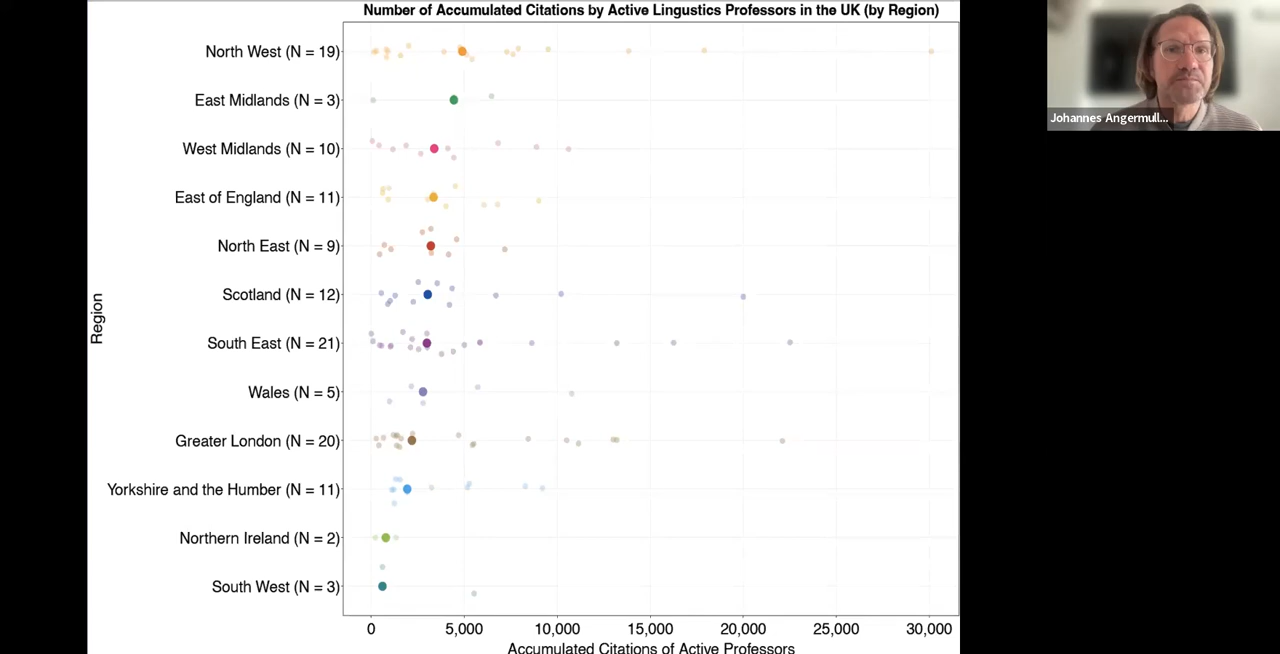 Number of Accumulated Citations by Active Lingustics Professors in the UK (by Region)
Johannes Angermull...
Region
North West (N = 19)
East Midlands (N = 3)
West Midlands (N = 10)
East of England (N = 11)
North East (N = 9)
Scotland (N = 12)
South East (N = 21)
Wales (N = 5)
Greater London (N = 20)
Yorkshire and the Humber (N = 11)
Northern Ireland (N = 2)
South West (N = 3)
0 5,000 10,000 15,000 20,000 25,000 30,000
Accumulated Citations of Active Professors